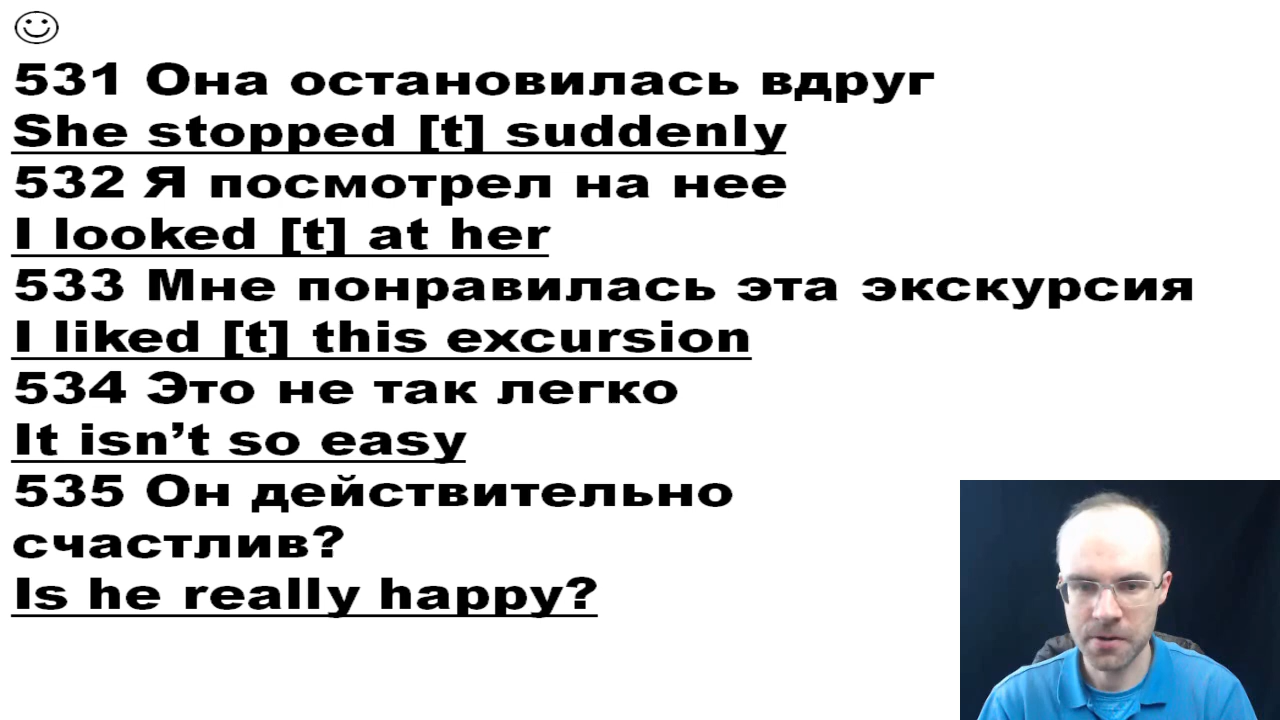 531 Она остановилась вдруг
She stopped [t] suddenly
532 Я посмотрел на нее
I looked [t] at her
533 Мне понравилась эта экскурсия
I liked [t] this excursion
534 Это не так легко
It isn’t so easy
535 Он действительно
счастлив?
Is he really happy?